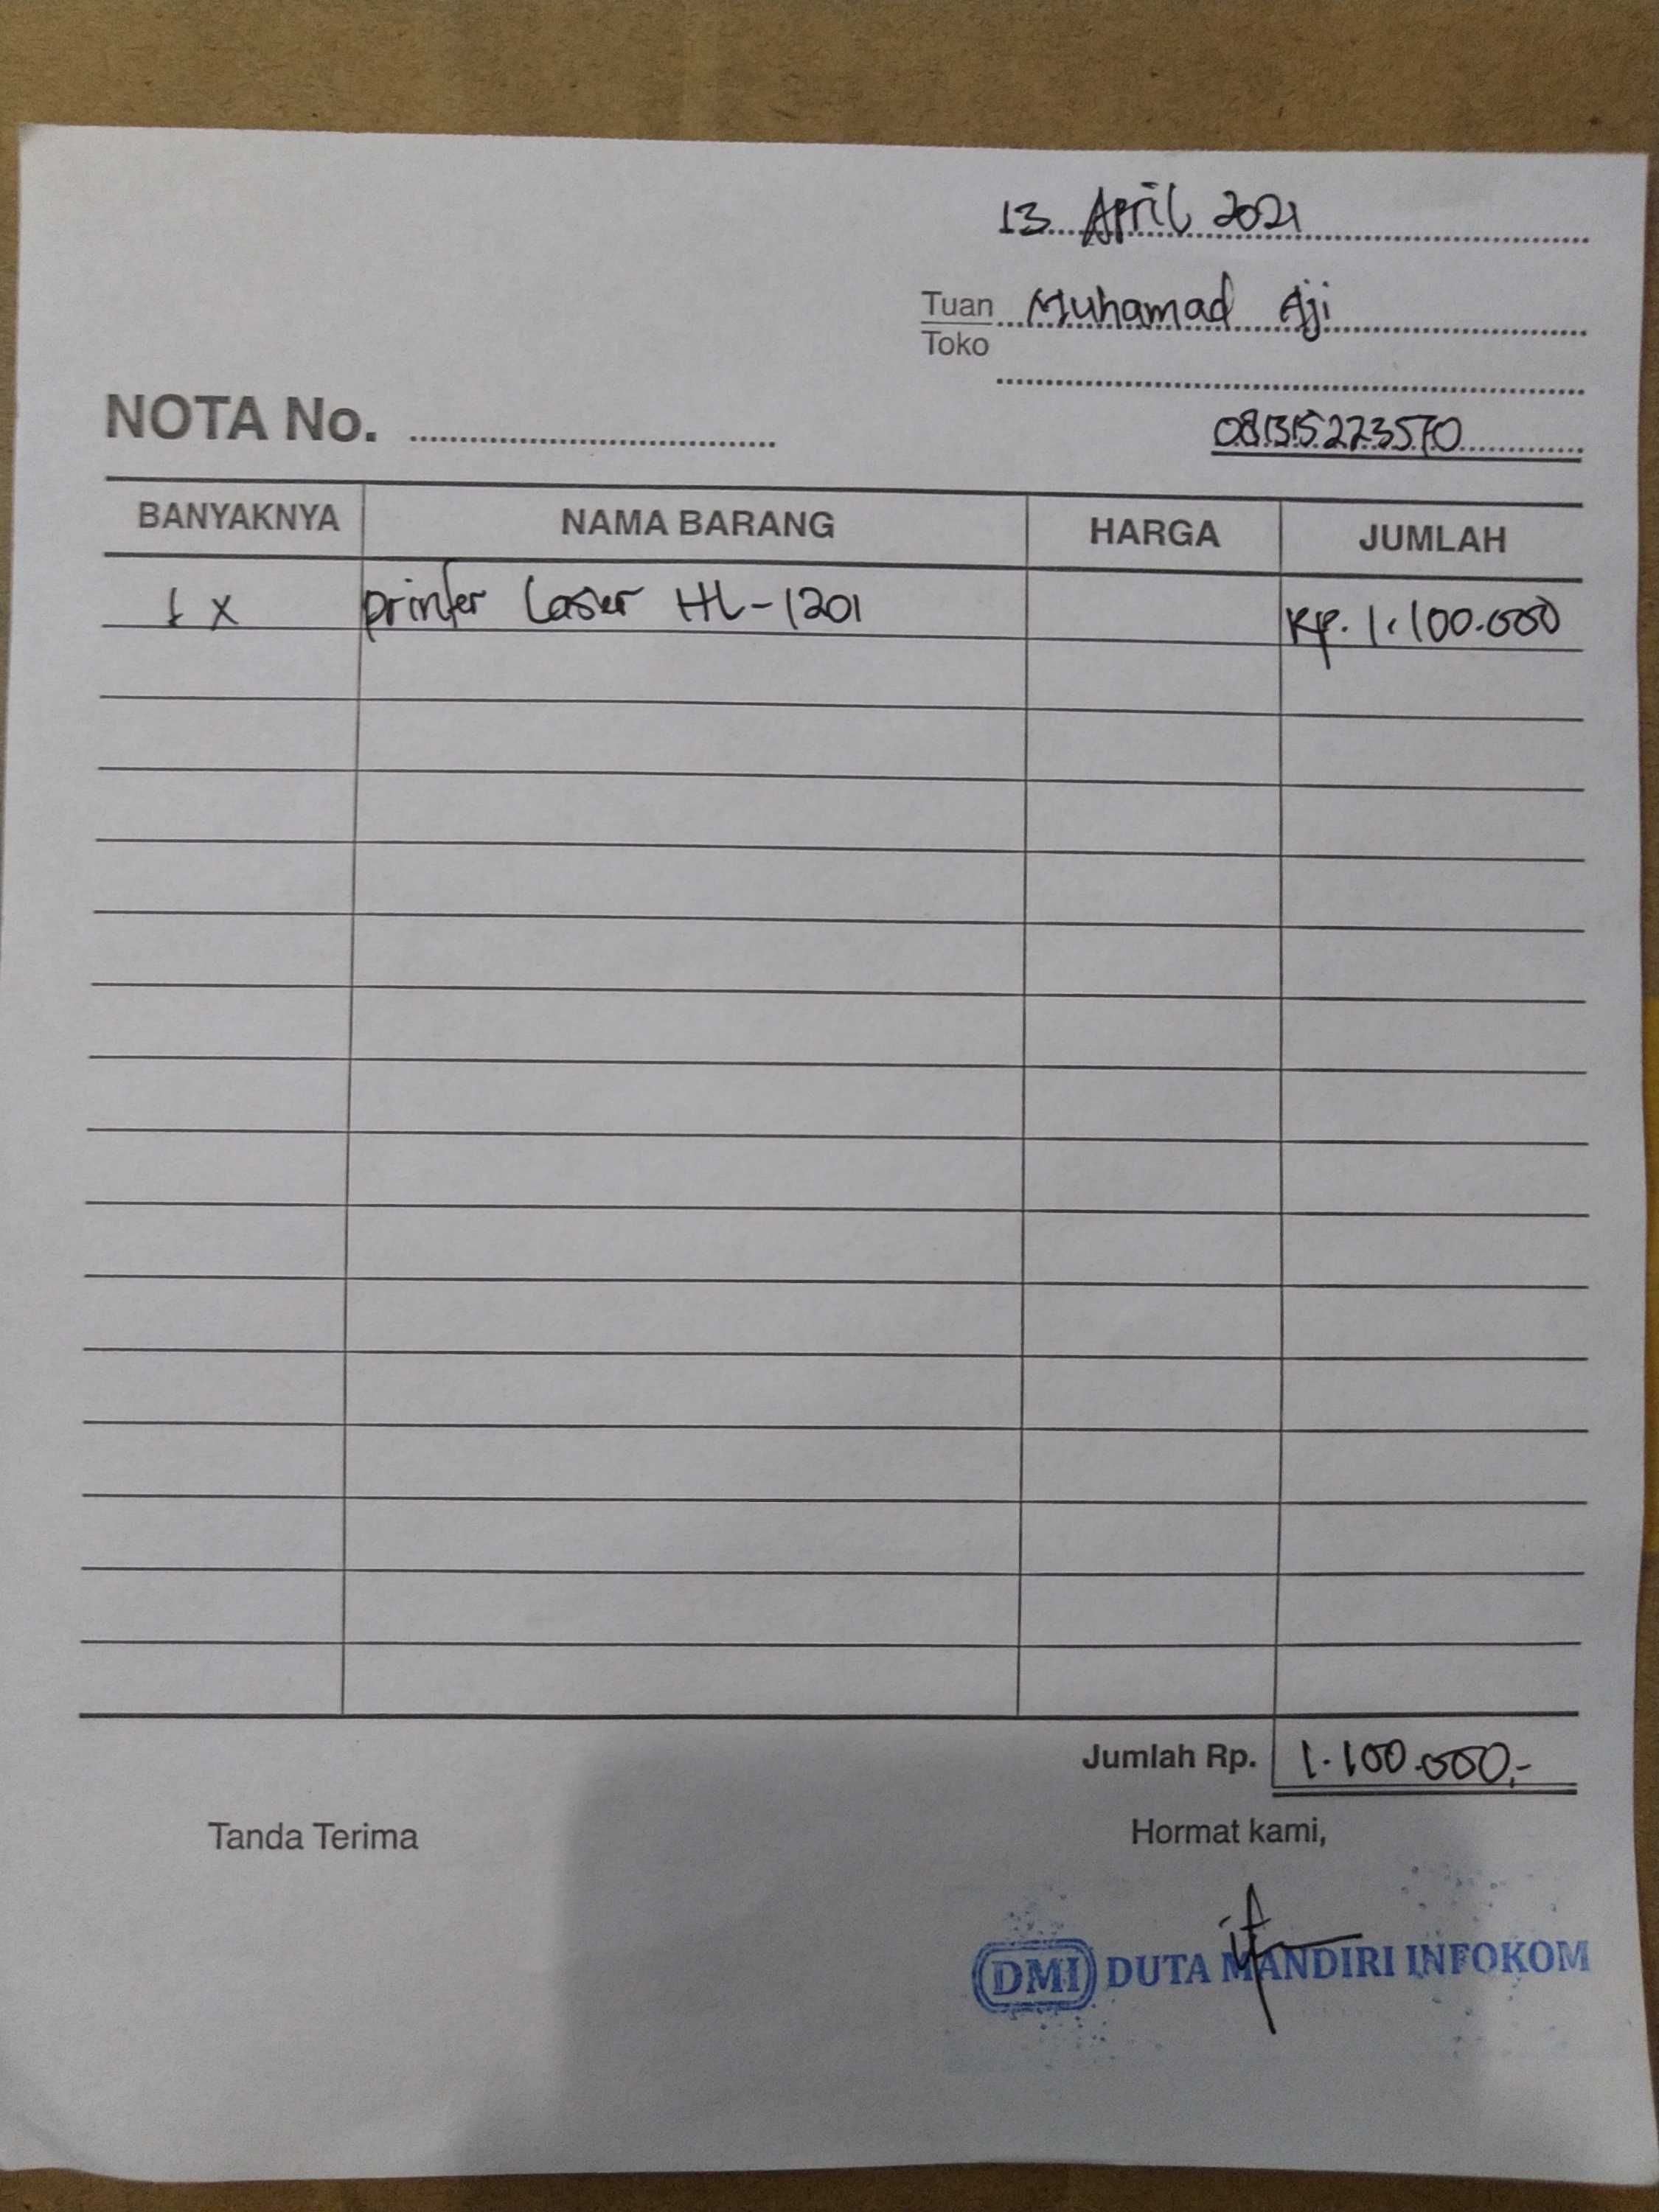 13 April 2021
Tuan Muhamad Aji
Toko
NOTA No.
081315223570
BANYAKNYA NAMA BARANG HARGA JUMLAH
1 x printer Laser HL-1201 Rp. 1.100.000
Jumlah Rp. 1.100.000,-
Tanda Terima Hormat kami,
DMI DUTA MANDIRI INFOKOM